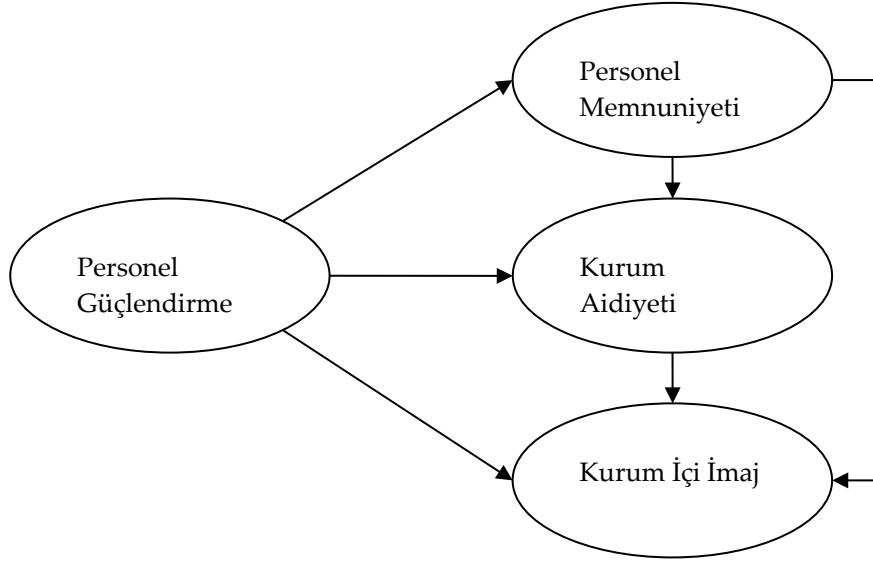 Personel
Memnuniyeti
Personel
Güçlendirme
Kurum
Aidiyeti
Kurum İçi İmaj